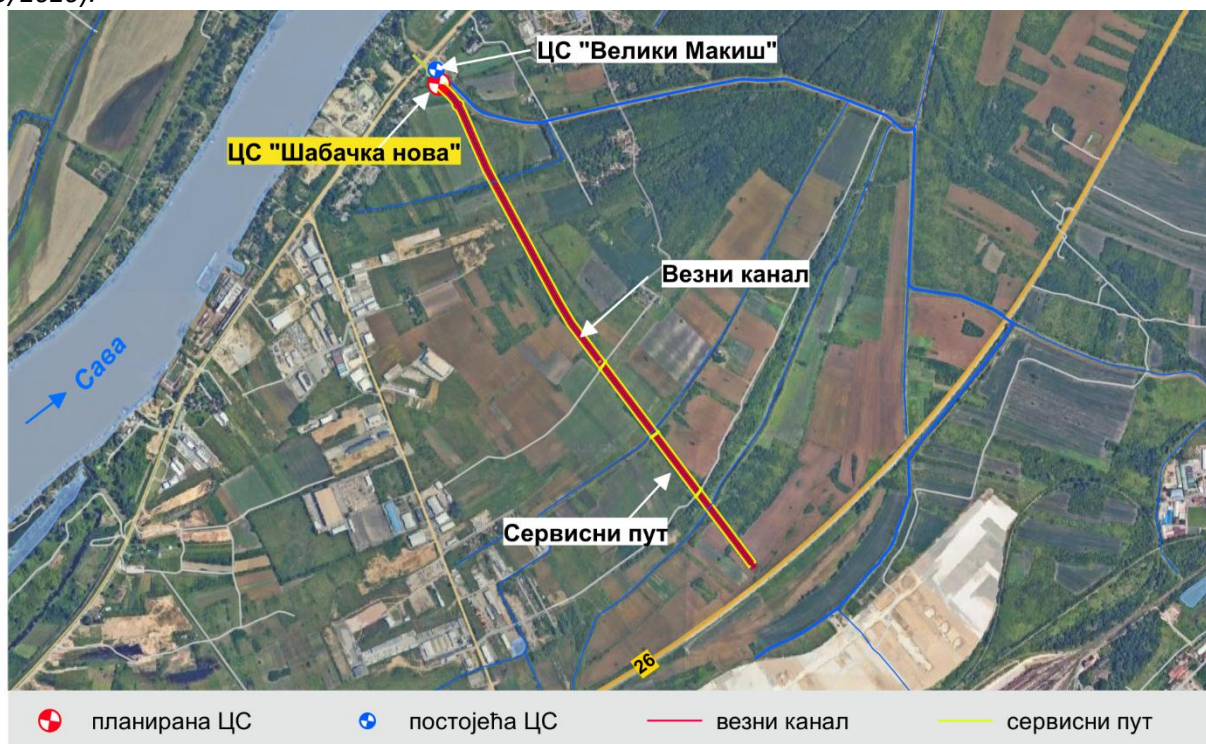 ЦС "Велики Макиш"
ЦС "Шабачка нова"
Везни канал
Сава
Сервисни пут
26
планирана ЦС
постојећа ЦС
везни канал
сервисни пут